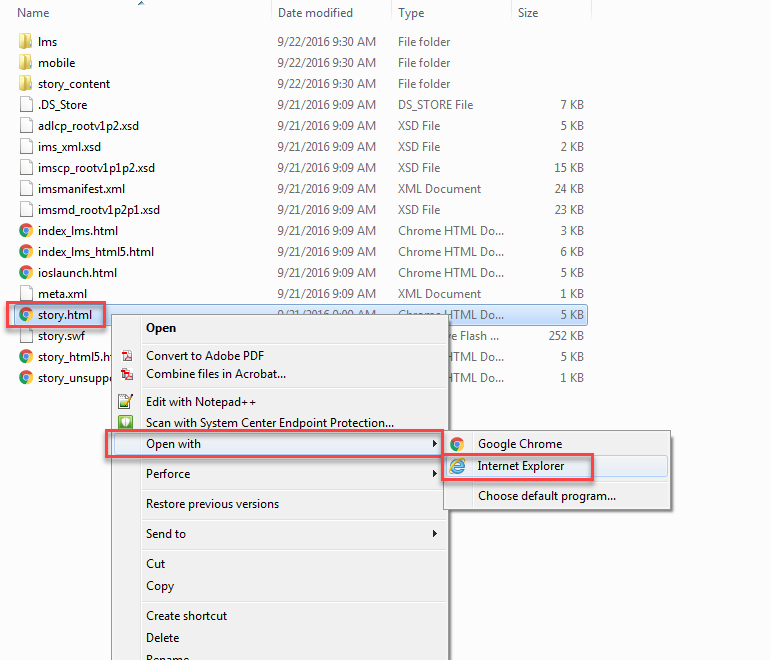 Name Date modified Type Size
lms 9/22/2016 9:30 AM File folder
mobile 9/22/2016 9:30 AM File folder
story_content 9/22/2016 9:30 AM File folder
.DS_Store 9/21/2016 9:09 AM DS_STORE File 7 KB
adlcp_rootv1p2.xsd 9/21/2016 9:09 AM XSD File 5 KB
ims_xml.xsd 9/21/2016 9:09 AM XSD File 2 KB
imscp_rootv1p1p2.xsd 9/21/2016 9:09 AM XSD File 15 KB
imsmanifest.xml 9/21/2016 9:09 AM XML Document 24 KB
imsmd_rootv1p2p1.xsd 9/21/2016 9:09 AM XSD File 23 KB
index_lms.html 9/21/2016 9:09 AM Chrome HTML Do... 3 KB
index_lms_html5.html 9/21/2016 9:09 AM Chrome HTML Do... 6 KB
ioslaunch.html 9/21/2016 9:09 AM Chrome HTML Do... 5 KB
meta.xml 9/21/2016 9:09 AM XML Document 1 KB
story.html 9/21/2016 9:09 AM Chrome HTML Do... 5 KB
story.swf ve Flash ... 252 KB
story_html5.h HTML Do... 5 KB
story_unsupp HTML Do... 1 KB
Open
Convert to Adobe PDF
Combine files in Acrobat...
Edit with Notepad++
Scan with System Center Endpoint Protection...
Open with
Google Chrome
Internet Explorer
Choose default program...
Perforce
Restore previous versions
Send to
Cut
Copy
Create shortcut
Delete
Rename